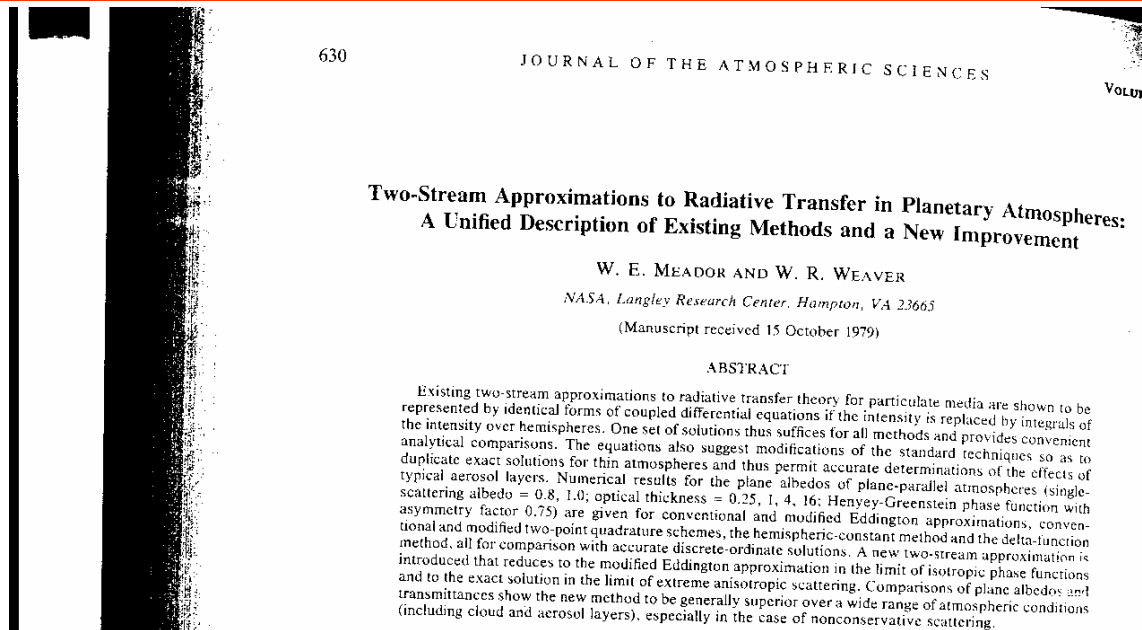 630
JOURNAL OF THE ATMOSPHERIC SCIENCES
Two-Stream Approximations to Radiative Transfer in Planetary Atmospheres:
A Unified Description of Existing Methods and a New Improvement
W. E. MEADOR AND W. R. WEAVER
NASA, Langley Research Center, Hampton, VA 23665
(Manuscript received 15 October 1979)
ABSTRACT
Existing two-stream approximations to radiative transfer theory for particulate media are shown to be
represented by identical forms of coupled differential equations if the intensity is replaced by integrals of
the intensity over hemispheres. One set of solutions thus suffices for all methods and provides convenient
analytical comparisons. The equations also suggest modifications of the standard techniques so as to
duplicate exact solutions for thin atmospheres and thus permit accurate determinations of the effects of
typical aerosol layers. Numerical results for the plane albedos of plane-parallel atmospheres (single-
scattering albedo = 0.8, 1.0; optical thickness = 0.25, 1, 4, 16; Henyey-Greenstein phase function with
asymmetry factor 0.75) are given for conventional and modified Eddington approximations, conven-
tional and modified two-point quadrature schemes, the hemispheric-constant method and the delta-function
method, all for comparison with accurate discrete-ordinate solutions. A new two-stream approximation is
introduced that reduces to the modified Eddington approximation in the limit of isotropic phase functions
and to the exact solution in the limit of extreme anisotropic scattering. Comparisons of plane albedos and
transmittances show the new method to be generally superior over a wide range of atmospheric conditions
(including cloud and aerosol layers), especially in the case of nonconservative scattering.